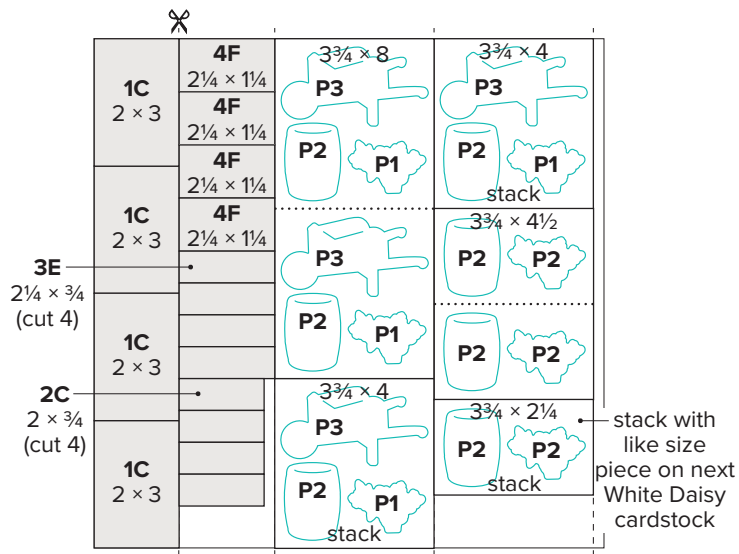 1C
2 × 3
1C
2 × 3
1C
2 × 3
1C
2 × 3
3E
2¼ × ¾
(cut 4)
2C
2 × ¾
(cut 4)
4F
2¼ × 1¼
4F
2¼ × 1¼
4F
2¼ × 1¼
4F
2¼ × 1¼
3¾ × 8
P3
P2
P1
P3
P2
P1
3¾ × 4
P3
P2
P1
stack
3¾ × 4
P3
P2
P1
stack
3¾ × 4½
P2
P2
P2
P2
3¾ × 2¼
P2
P2
stack
stack with
like size
piece on next
White Daisy
cardstock